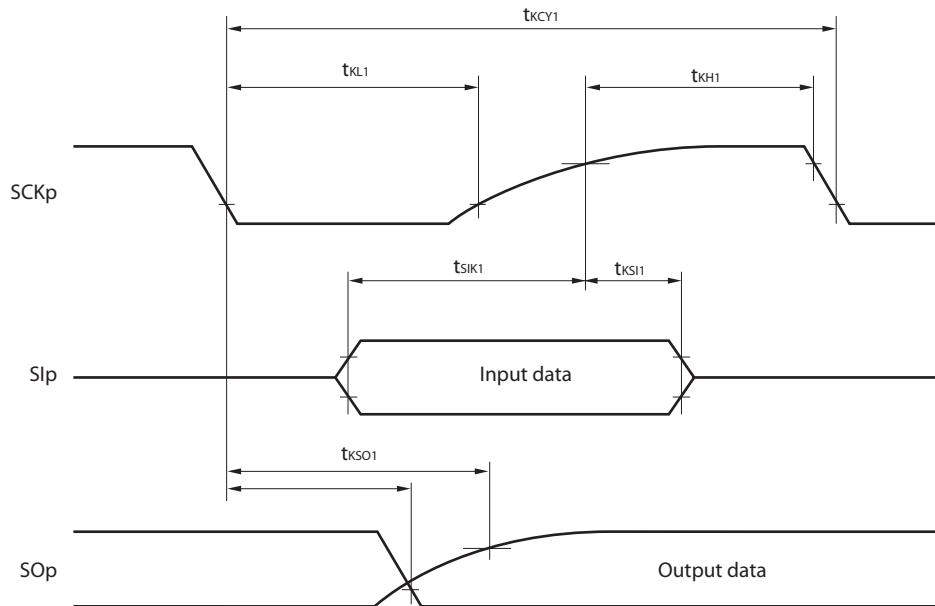 tKCY1
tKL1
tKH1
SCKp
tSIK1
tKSI1
SIp
Input data
tKSO1
SOp
Output data